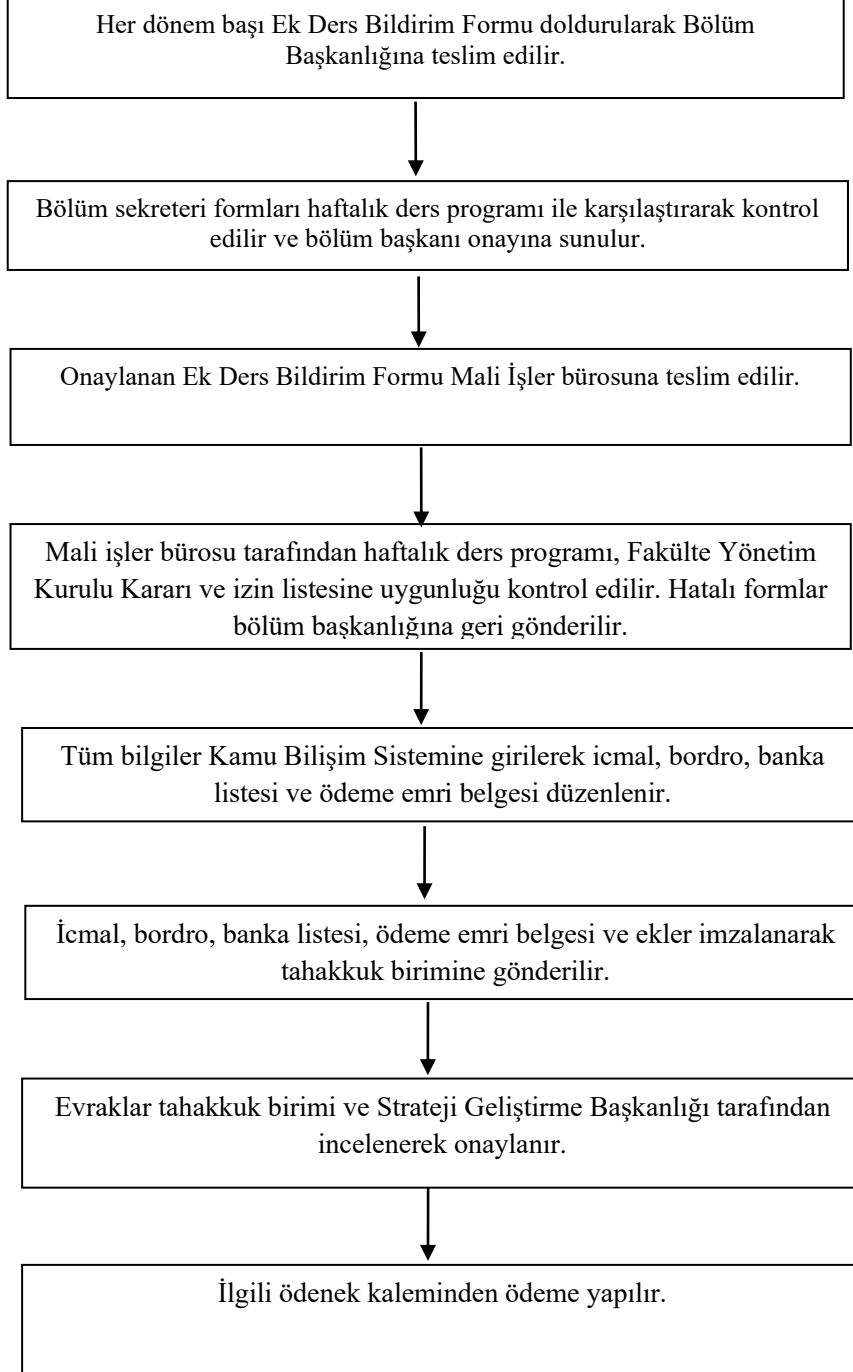 Her dönem başı Ek Ders Bildirim Formu doldurularak Bölüm
Başkanlığına teslim edilir.
Bölüm sekreteri formları haftalık ders programı ile karşılaştırarak kontrol
edilir ve bölüm başkanı onayına sunulur.
Onaylanan Ek Ders Bildirim Formu Mali İşler bürosuna teslim edilir.
Mali işler bürosu tarafından haftalık ders programı, Fakülte Yönetim
Kurulu Kararı ve izin listesine uygunluğu kontrol edilir. Hatalı formlar
bölüm başkanlığına geri gönderilir.
Tüm bilgiler Kamu Bilişim Sistemine girilerek icmal, bordro, banka
listesi ve ödeme emri belgesi düzenlenir.
İcmal, bordro, banka listesi, ödeme emri belgesi ve ekler imzalanarak
tahakkuk birimine gönderilir.
Evraklar tahakkuk birimi ve Strateji Geliştirme Başkanlığı tarafından
incelenerek onaylanır.
İlgili ödenek kaleminden ödeme yapılır.